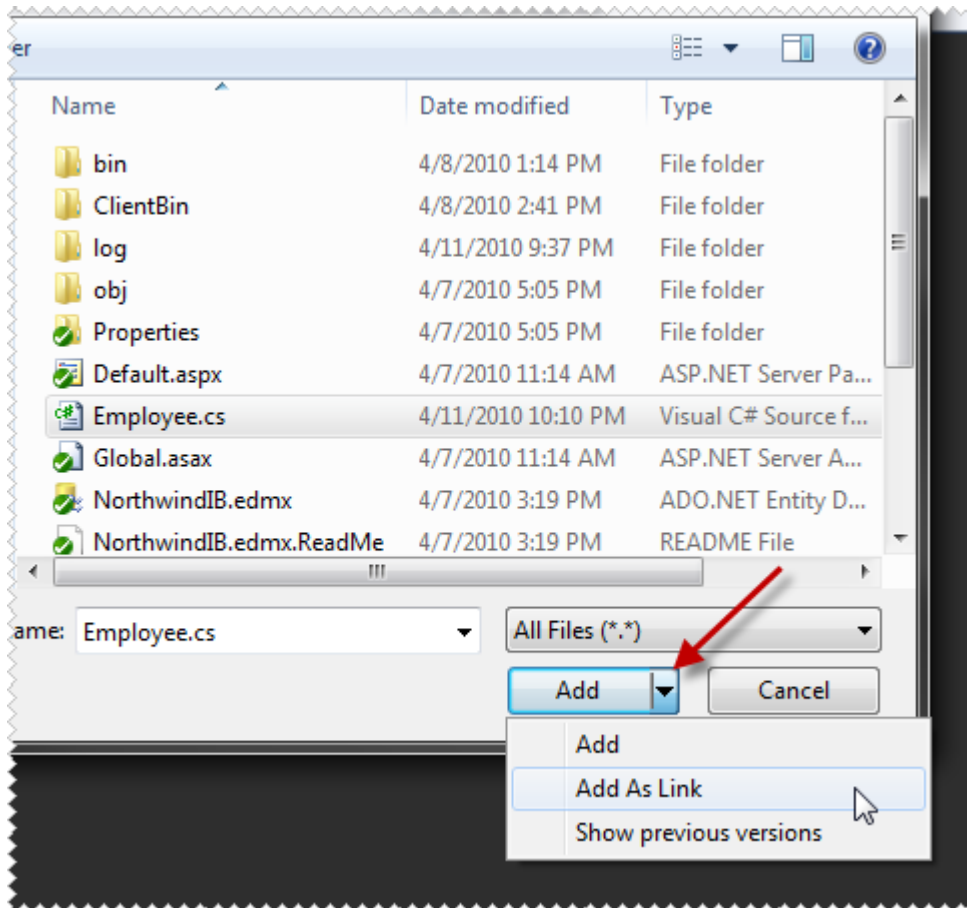 er
Name Date modified Type
bin 4/8/2010 1:14 PM File folder
ClientBin 4/8/2010 2:41 PM File folder
log 4/11/2010 9:37 PM File folder
obj 4/7/2010 5:05 PM File folder
Properties 4/7/2010 5:05 PM File folder
Default.aspx 4/7/2010 11:14 AM ASP.NET Server Pa...
Employee.cs 4/11/2010 10:10 PM Visual C# Source f...
Global.asax 4/7/2010 11:14 AM ASP.NET Server A...
NorthwindIB.edmx 4/7/2010 3:19 PM ADO.NET Entity D...
NorthwindIB.edmx.ReadMe 4/7/2010 3:19 PM README File
ame: Employee.cs All Files (*.*)
Add Cancel
Add
Add As Link
Show previous versions